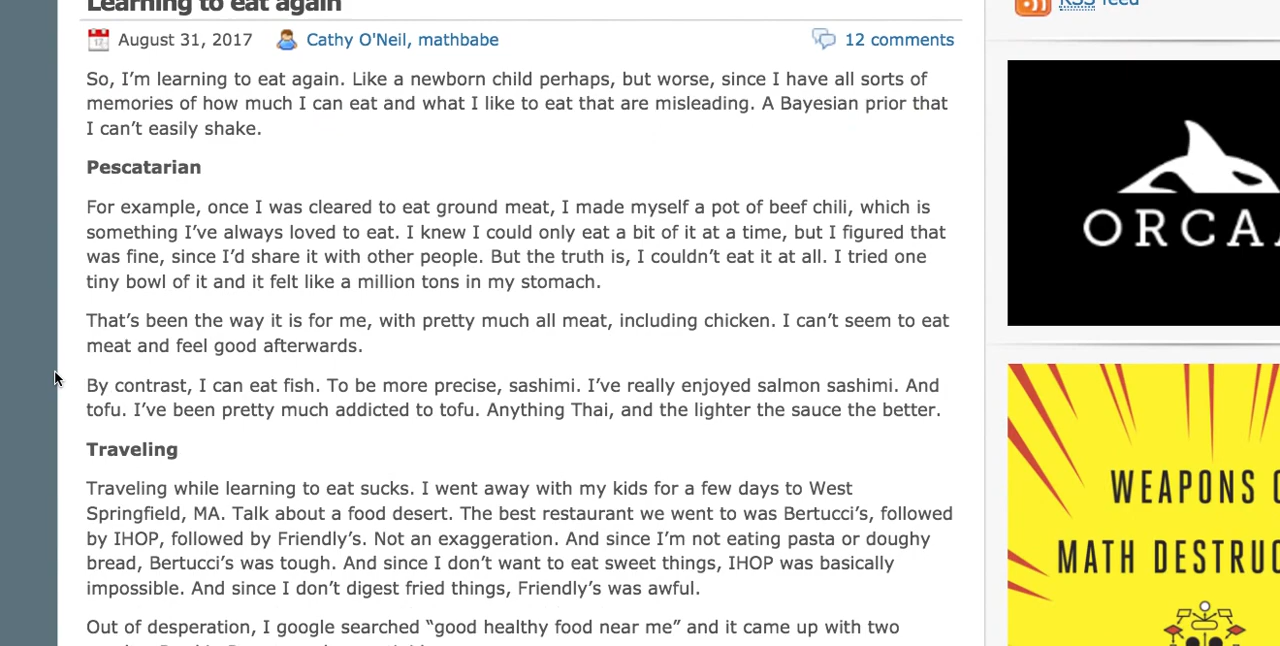 Learning to eat again
August 31, 2017 Cathy O'Neil, mathbabe 12 comments
So, I’m learning to eat again. Like a newborn child perhaps, but worse, since I have all sorts of
memories of how much I can eat and what I like to eat that are misleading. A Bayesian prior that
I can’t easily shake.
Pescatarian
For example, once I was cleared to eat ground meat, I made myself a pot of beef chili, which is
something I’ve always loved to eat. I knew I could only eat a bit of it at a time, but I figured that
was fine, since I’d share it with other people. But the truth is, I couldn’t eat it at all. I tried one
tiny bowl of it and it felt like a million tons in my stomach.
That’s been the way it is for me, with pretty much all meat, including chicken. I can’t seem to eat
meat and feel good afterwards.
By contrast, I can eat fish. To be more precise, sashimi. I’ve really enjoyed salmon sashimi. And
tofu. I’ve been pretty much addicted to tofu. Anything Thai, and the lighter the sauce the better.
Traveling
Traveling while learning to eat sucks. I went away with my kids for a few days to West
Springfield, MA. Talk about a food desert. The best restaurant we went to was Bertucci’s, followed
by IHOP, followed by Friendly’s. Not an exaggeration. And since I’m not eating pasta or doughy
bread, Bertucci’s was tough. And since I don’t want to eat sweet things, IHOP was basically
impossible. And since I don’t digest fried things, Friendly’s was awful.
Out of desperation, I google searched “good healthy food near me” and it came up with two
RSS feed
ORCA
WEAPONS
MATH DESTRUC